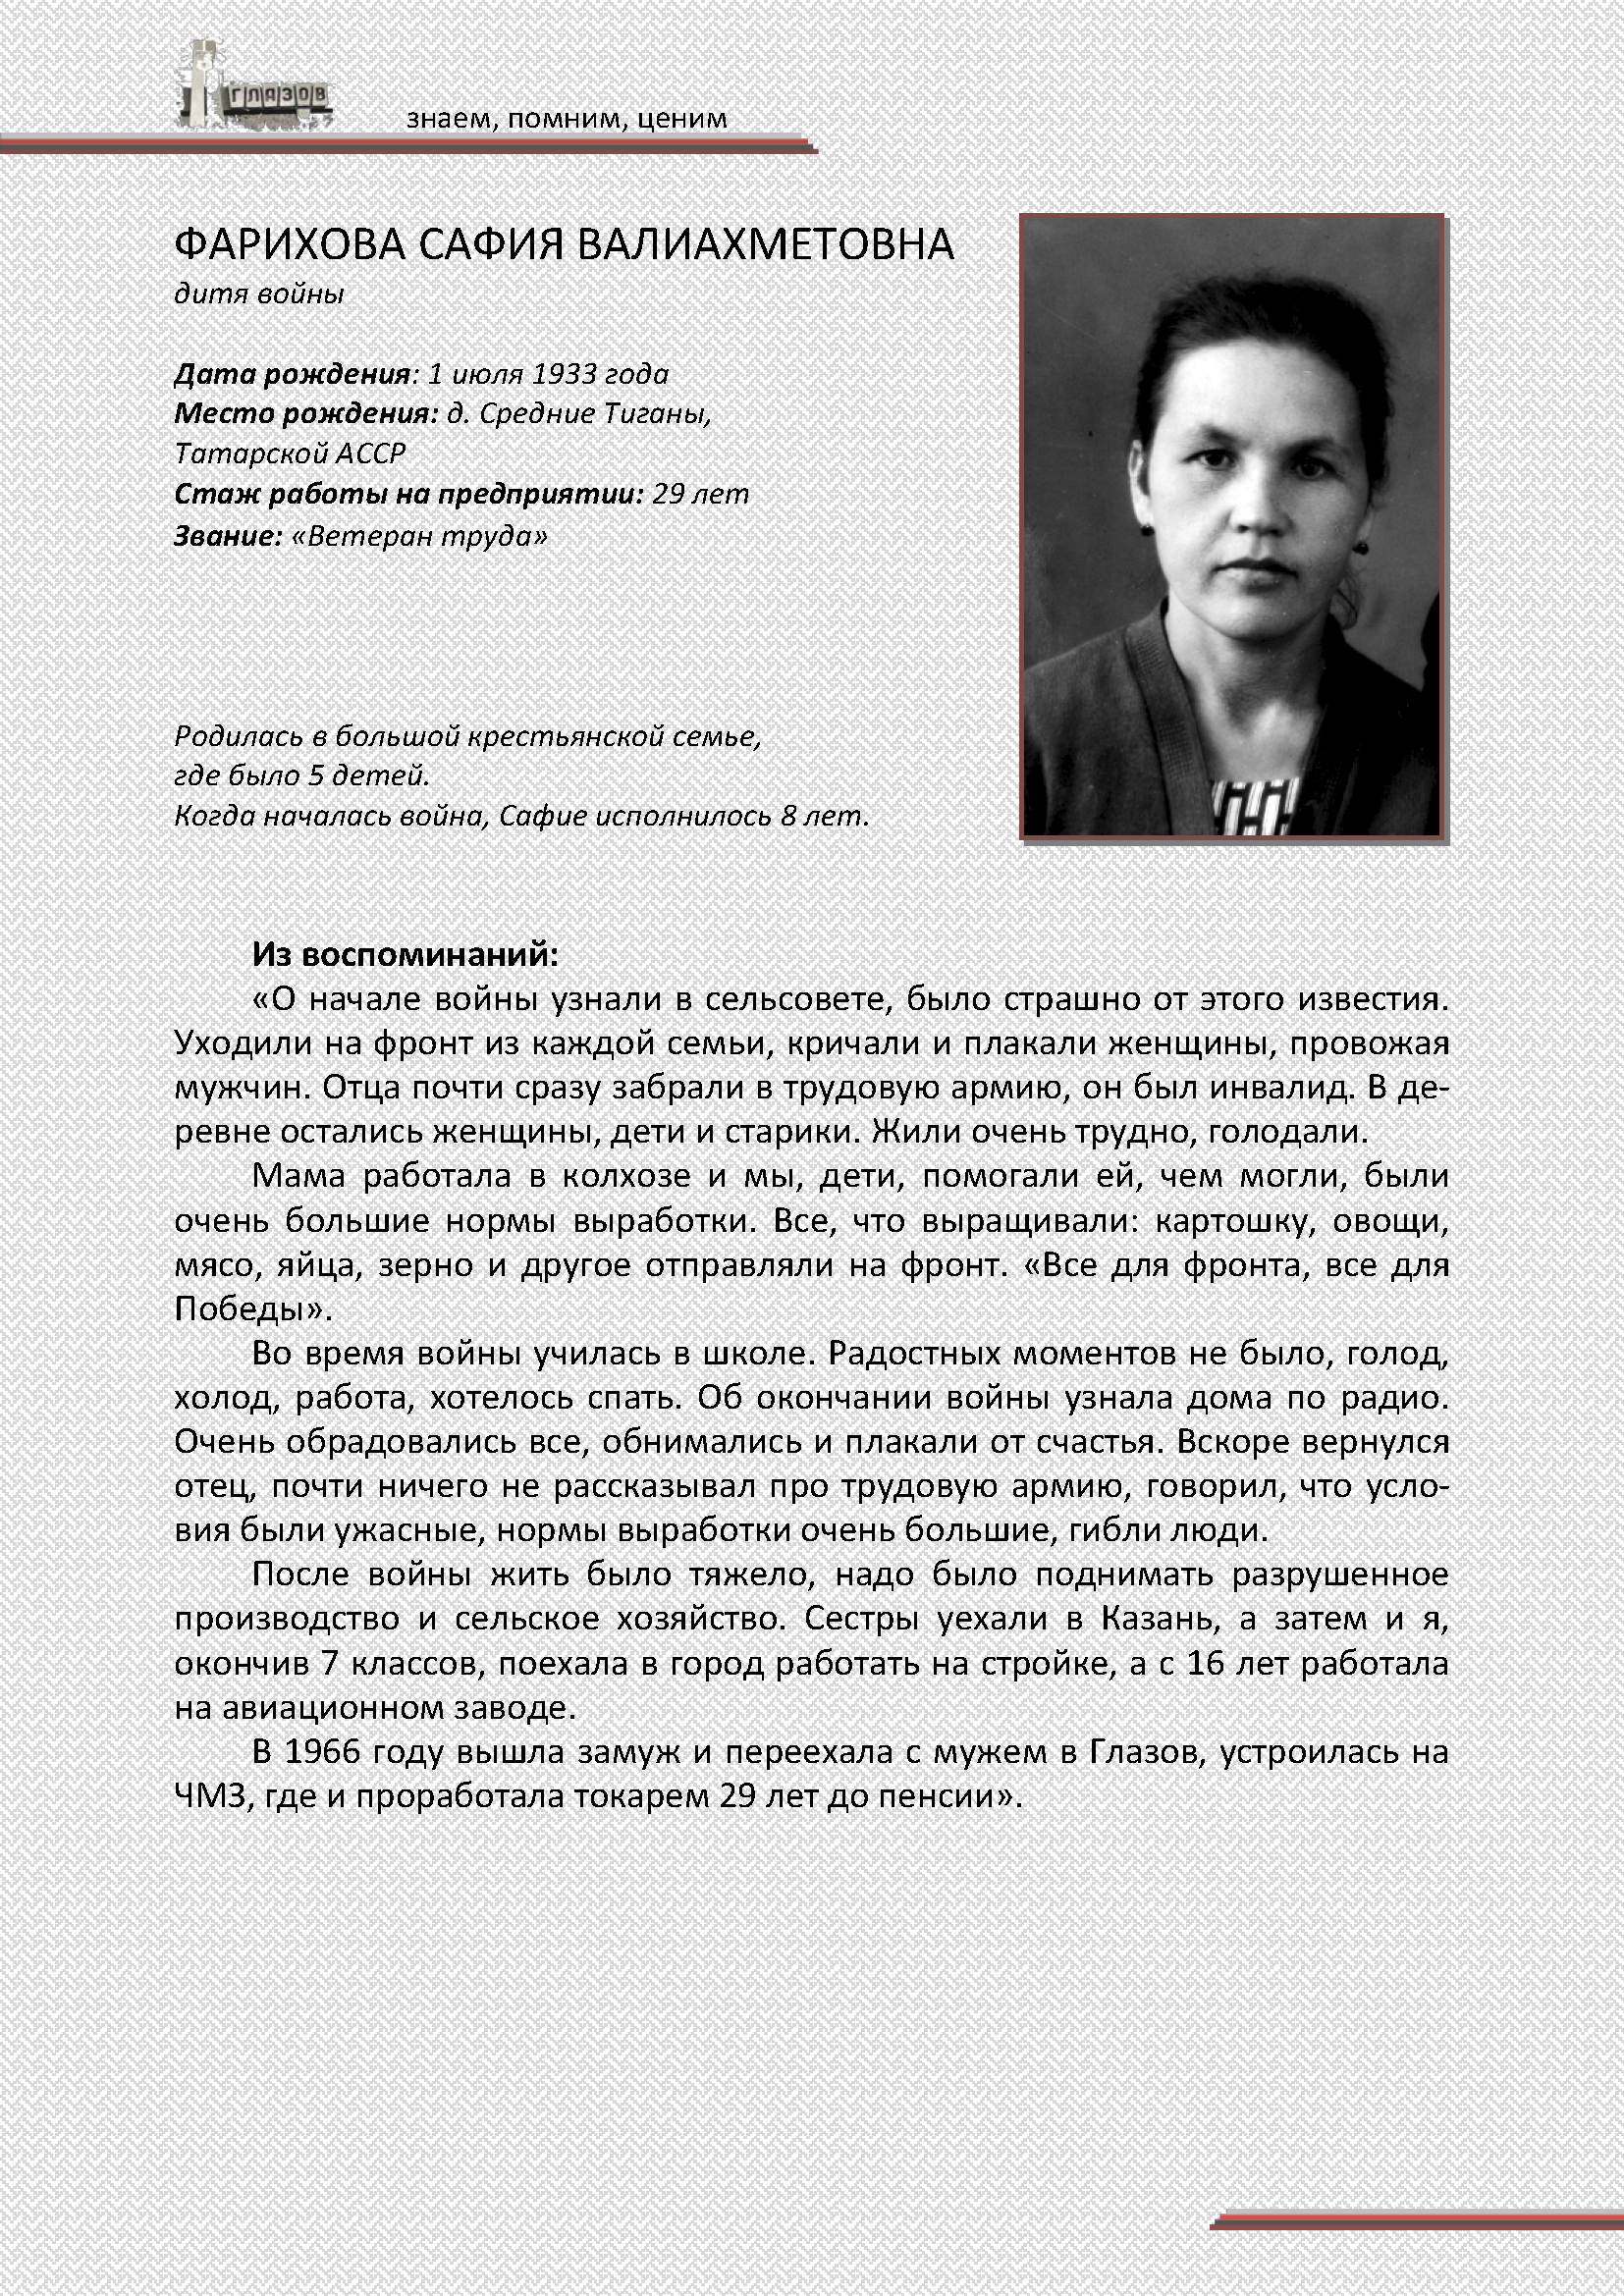 ГЛАЗОВ
знаем, помним, ценим
ФАРИХОВА САФИЯ ВАЛИАХМЕТОВНА
дитя войны
Дата рождения: 1 июля 1933 года
Место рождения: д. Средние Тиганы,
Татарской АССР
Стаж работы на предприятии: 29 лет
Звание: «Ветеран труда»
Родилась в большой крестьянской семье,
где было 5 детей.
Когда началась война, Сафие исполнилось 8 лет.
Из воспоминаний:
«О начале войны узнали в сельсовете, было страшно от этого известия.
Уходили на фронт из каждой семьи, кричали и плакали женщины, провожая
мужчин. Отца почти сразу забрали в трудовую армию, он был инвалид. В де-
ревне остались женщины, дети и старики. Жили очень трудно, голодали.
Мама работала в колхозе и мы, дети, помогали ей, чем могли, были
очень большие нормы выработки. Все, что выращивали: картошку, овощи,
мясо, яйца, зерно и другое отправляли на фронт. «Все для фронта, все для
Победы».
Во время войны училась в школе. Радостных моментов не было, голод,
холод, работа, хотелось спать. Об окончании войны узнала дома по радио.
Очень обрадовались все, обнимались и плакали от счастья. Вскоре вернулся
отец, почти ничего не рассказывал про трудовую армию, говорил, что усло-
вия были ужасные, нормы выработки очень большие, гибли люди.
После войны жить было тяжело, надо было поднимать разрушенное
производство и сельское хозяйство. Сестры уехали в Казань, а затем и я,
окончив 7 классов, поехала в город работать на стройке, а с 16 лет работала
на авиационном заводе.
В 1966 году вышла замуж и переехала с мужем в Глазов, устроилась на
ЧМЗ, где и проработала токарем 29 лет до пенсии».